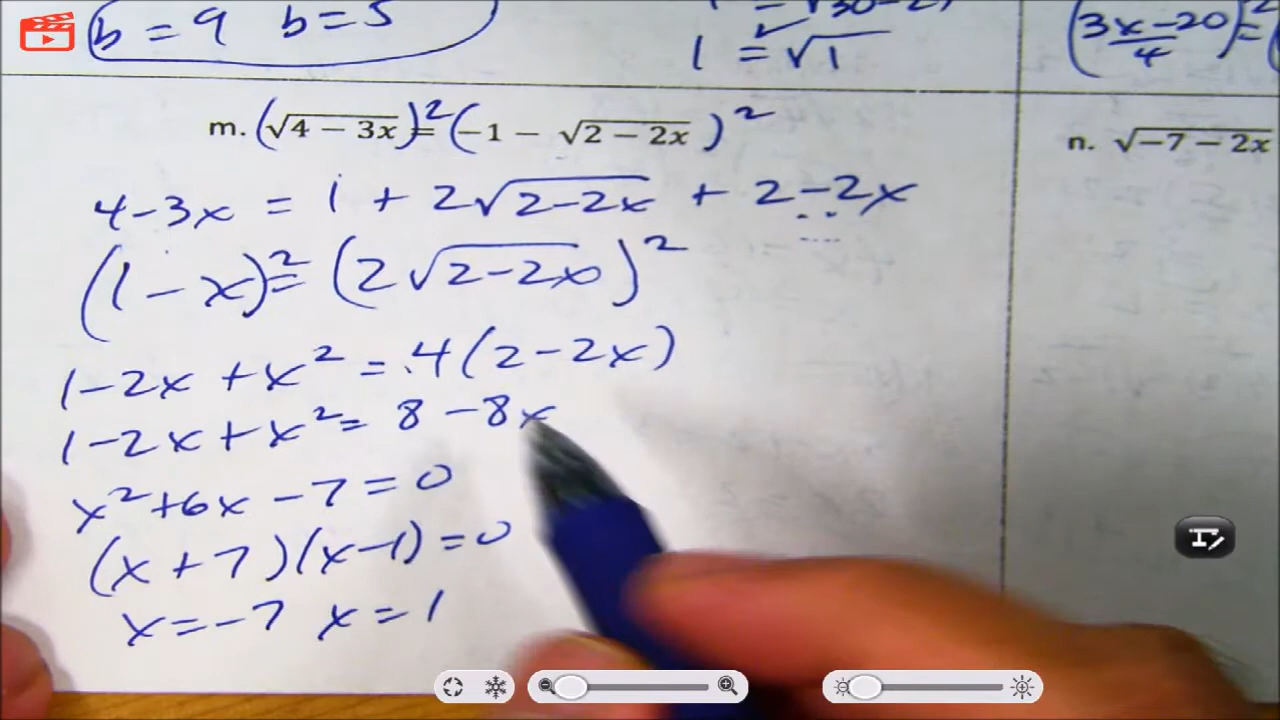 b = 9 b = 5
1 = √1
(3x-20)²=
4
m. (√4 − 3x)² = (−1 − √2 − 2x)²
n. √−7 − 2x
4-3x = 1 + 2√2-2x + 2-2x
(1-x)² = (2√2-2x)²
1-2x+x² = 4(2-2x)
1-2x+x² = 8-8x
x²+6x-7=0
(x+7)(x-1)=0
x=-7 x=1